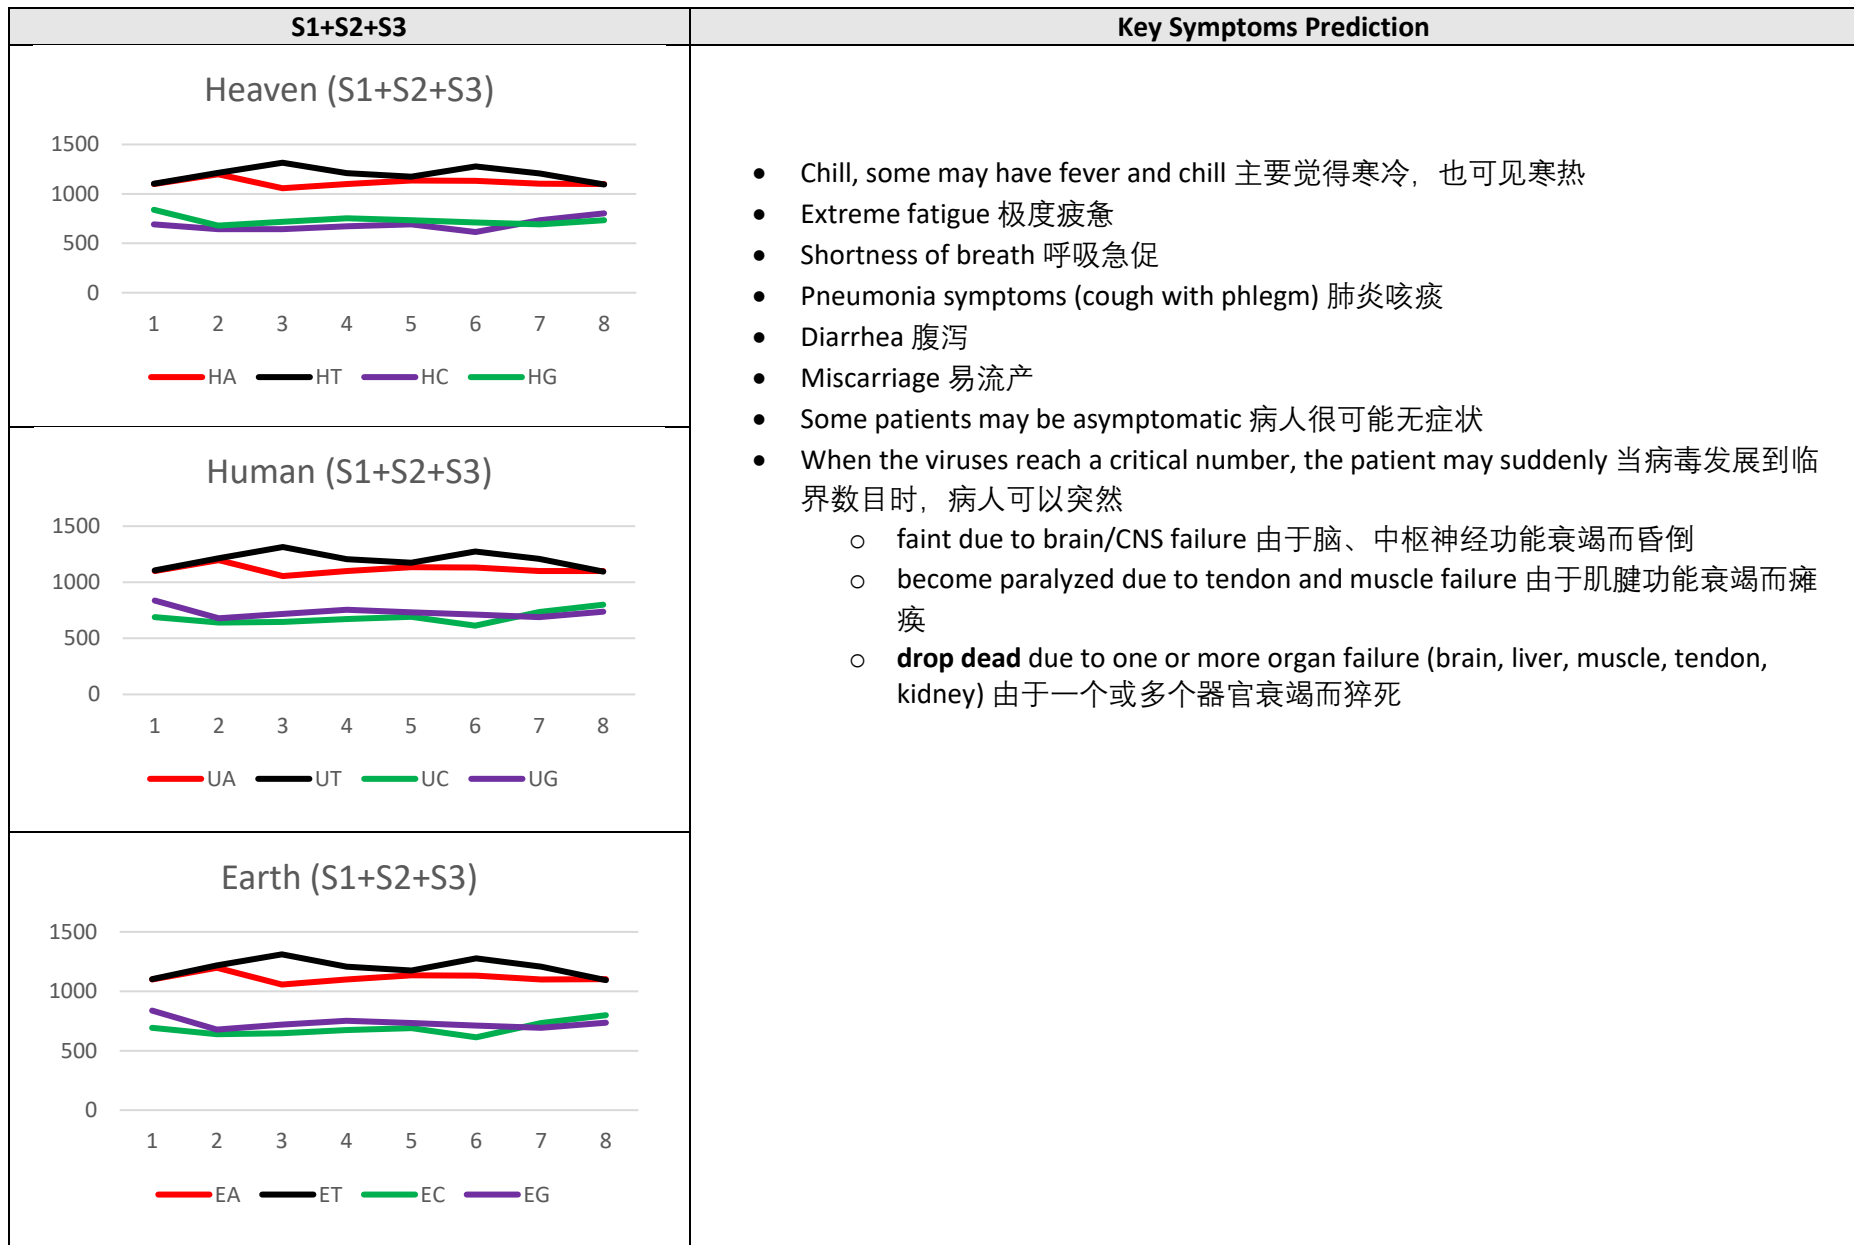 S1+S2+S3
Key Symptoms Prediction
Heaven (S1+S2+S3)
1500
1000
500
0
1 2 3 4 5 6 7 8
HA HT HC HG
Human (S1+S2+S3)
1500
1000
500
0
1 2 3 4 5 6 7 8
UA UT UC UG
Earth (S1+S2+S3)
1500
1000
500
0
1 2 3 4 5 6 7 8
EA ET EC EG
• Chill, some may have fever and chill 主要觉得寒冷，也可见寒热
• Extreme fatigue 极度疲惫
• Shortness of breath 呼吸急促
• Pneumonia symptoms (cough with phlegm) 肺炎咳痰
• Diarrhea 腹泻
• Miscarriage 易流产
• Some patients may be asymptomatic 病人很可能无症状
• When the viruses reach a critical number, the patient may suddenly 当病毒发展到临
界数目时，病人可以突然
o faint due to brain/CNS failure 由于脑、中枢神经功能衰竭而昏倒
o become paralyzed due to tendon and muscle failure 由于肌腱功能衰竭而瘫
痪
o drop dead due to one or more organ failure (brain, liver, muscle, tendon,
kidney) 由于一个或多个器官衰竭而猝死